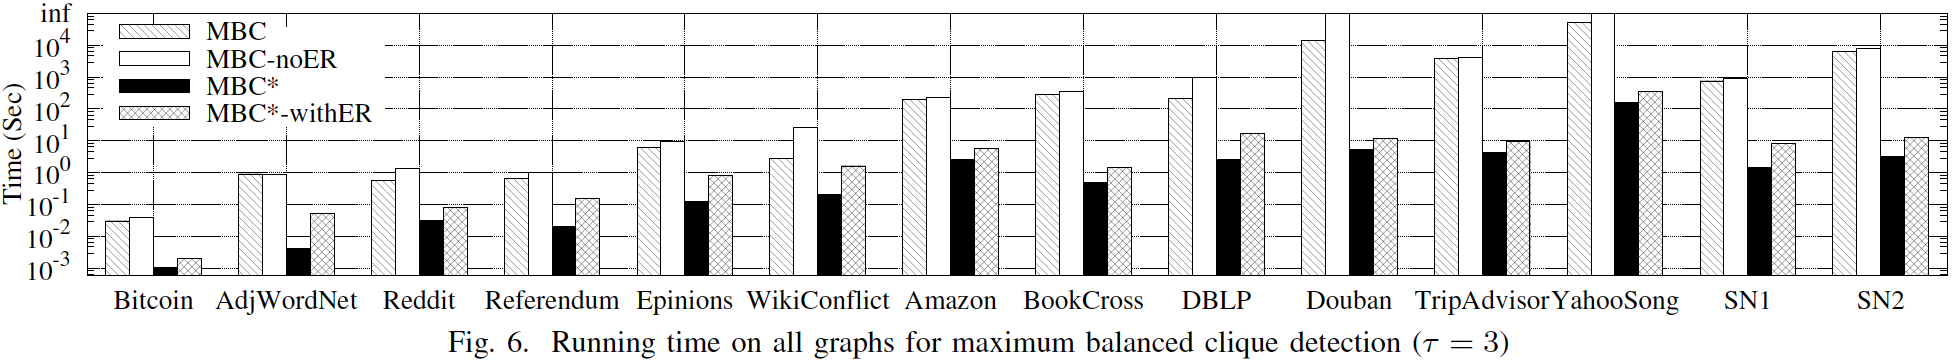 Time (Sec)
inf
10^4
10^3
10^2
10^1
10^0
10^-1
10^-2
10^-3
MBC
MBC-noER
MBC*
MBC*-withER
Bitcoin AdjWordNet Reddit Referendum Epinions WikiConflict Amazon BookCross DBLP Douban TripAdvisor YahooSong SN1 SN2
Fig. 6. Running time on all graphs for maximum balanced clique detection (τ = 3)